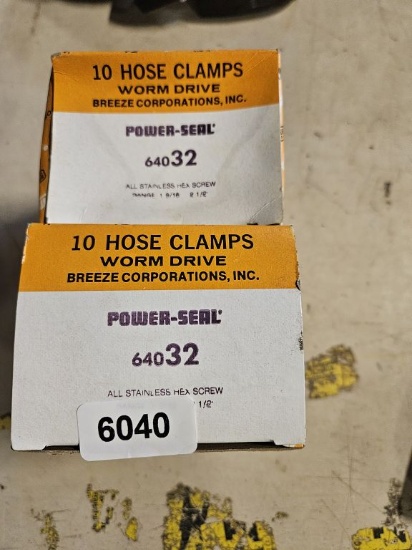 10 HOSE CLAMPS
WORM DRIVE
BREEZE CORPORATIONS, INC.
POWER-SEAL
64032
ALL STAINLESS HEX SCREW
RANGE 1 9/16 2 1/2"
10 HOSE CLAMPS
WORM DRIVE
BREEZE CORPORATIONS, INC.
POWER-SEAL
64032
ALL STAINLESS HEX SCREW
6040